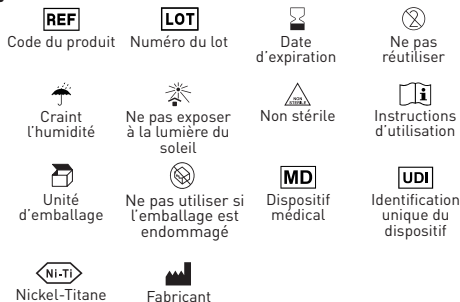 REF LOT
Code du produit Numéro du lot Date d'expiration Ne pas réutiliser
NON STERILE
Craint l'humidité Ne pas exposer à la lumière du soleil Non stérile Instructions d'utilisation
MD UDI
Unité d'emballage Ne pas utiliser si l'emballage est endommagé Dispositif médical Identification unique du dispositif
Ni-Ti
Nickel-Titane Fabricant